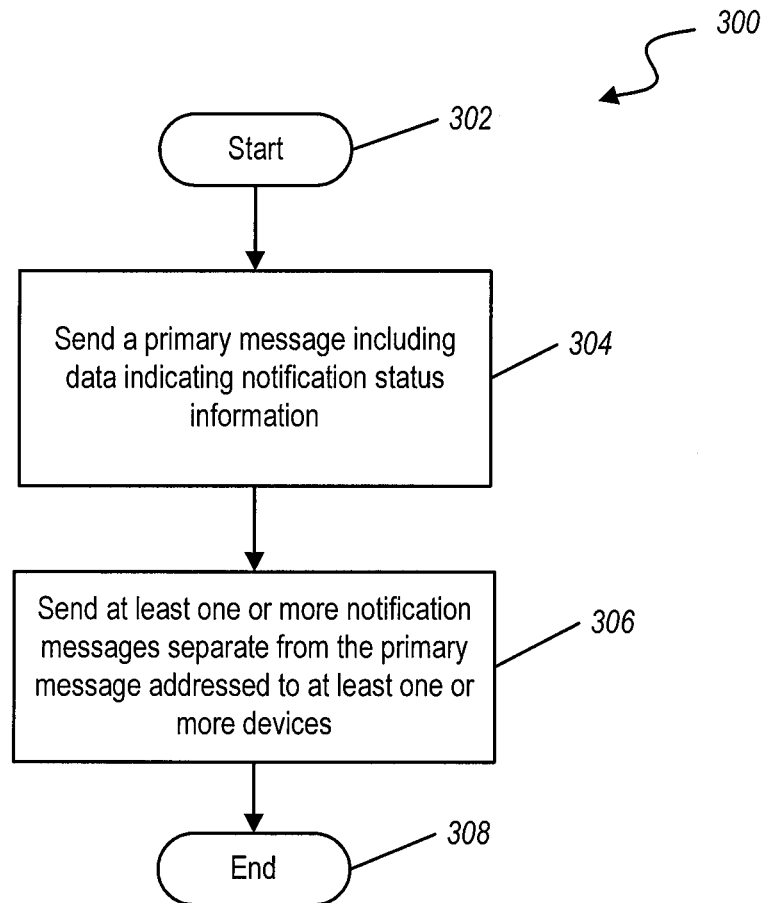 300
302
Start
Send a primary message including
data indicating notification status
information
304
Send at least one or more notification
messages separate from the primary
message addressed to at least one or
more devices
306
308
End